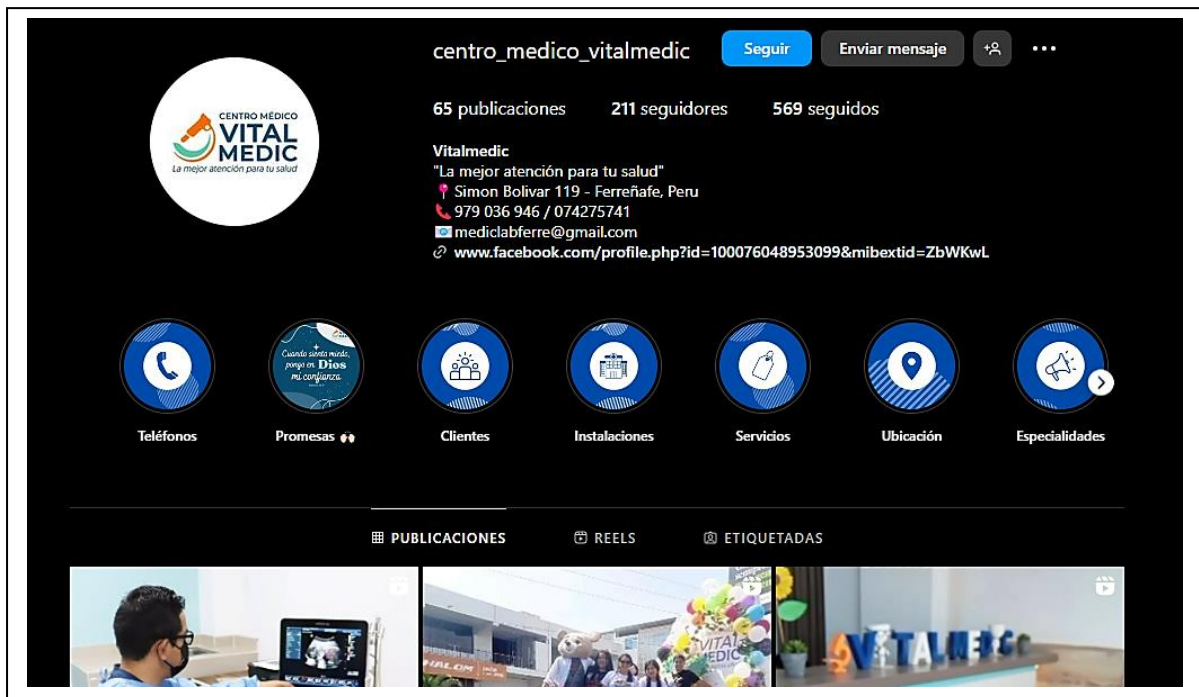 centro_medico_vitalmedic Seguir Enviar mensaje
65 publicaciones 211 seguidores 569 seguidos
CENTRO MÉDICO
VITAL
MEDIC
La mejor atención para tu salud
Vitalmedic
"La mejor atención para tu salud"
Simon Bolivar 119 - Ferreñafe, Peru
979 036 946 / 074275741
mediclabferre@gmail.com
www.facebook.com/profile.php?id=100076048953099&mibextid=ZbWKwL
Cuando sienta miedo,
pongo en Dios
mi confianza
Teléfonos Promesas Clientes Instalaciones Servicios Ubicación Especialidades
PUBLICACIONES REELS ETIQUETADAS
SHALOM
VITAL
MEDIC
VITALMEDIC